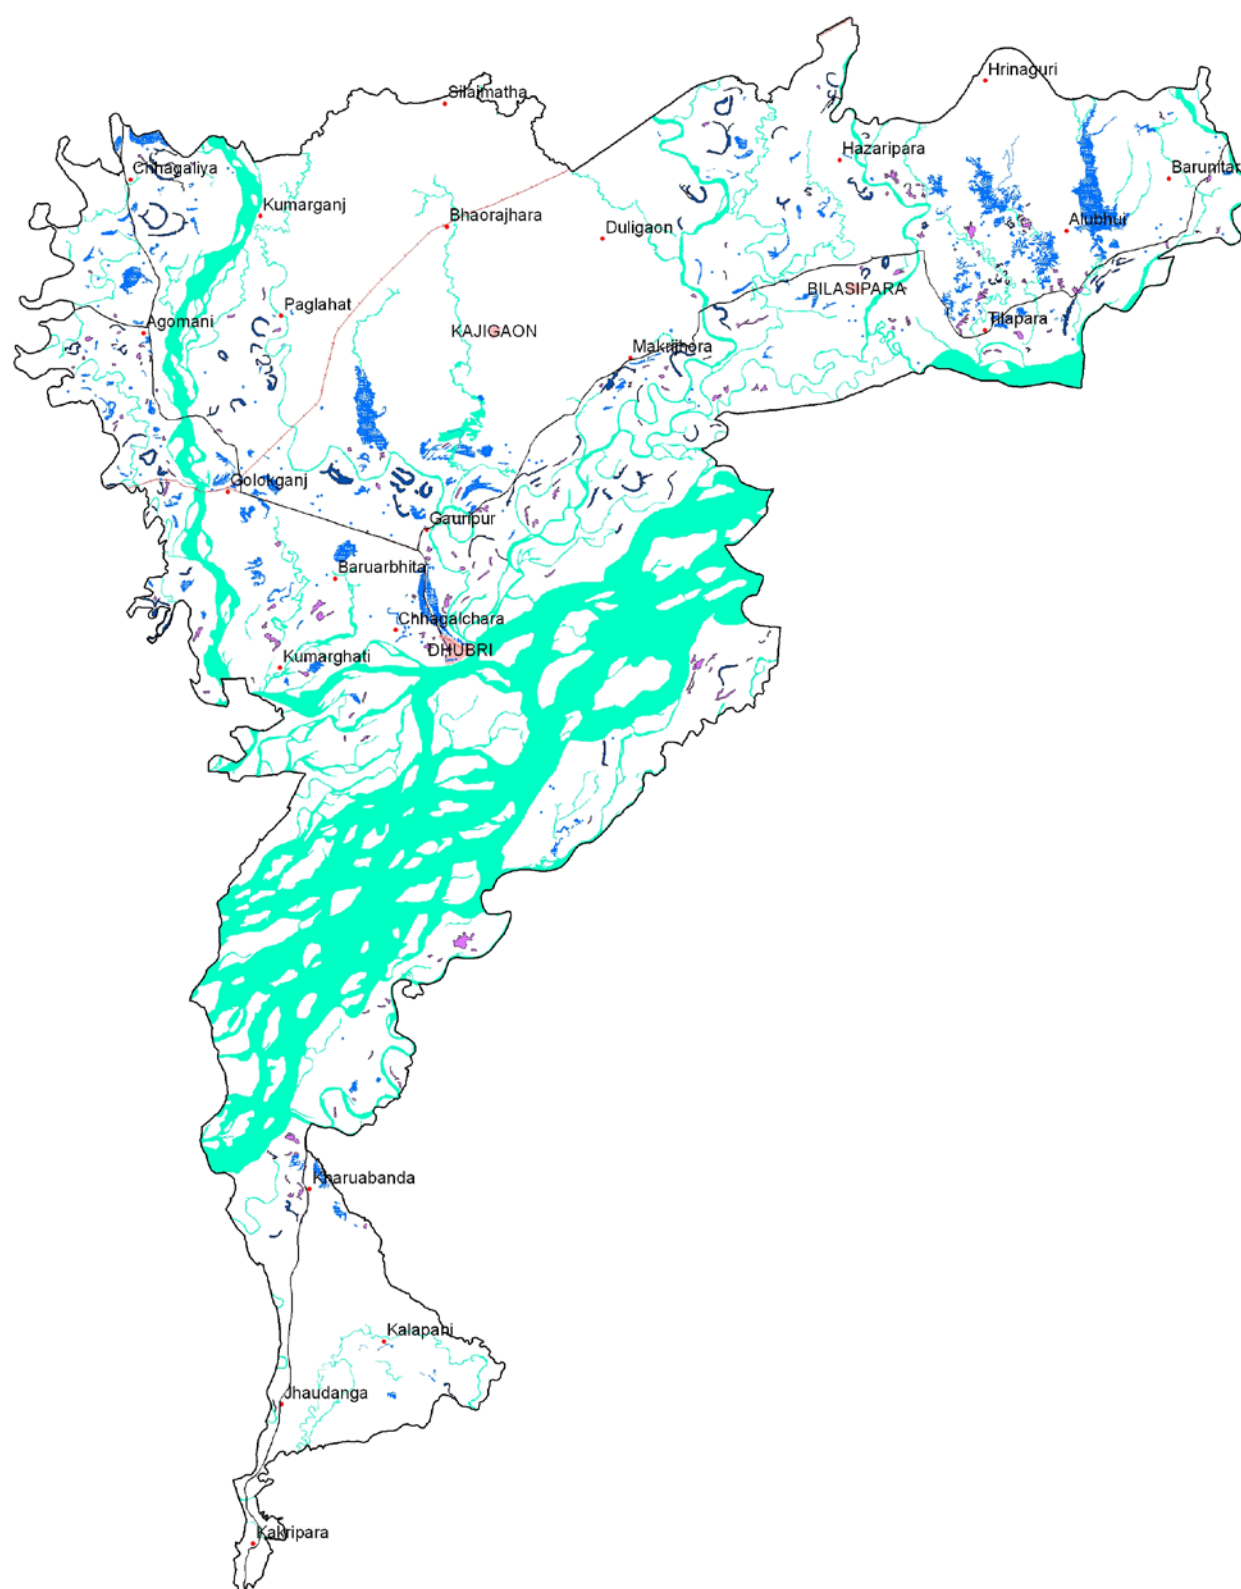 Hrinaguri
Silaimatha
Hazaripara
Chhagaliya
Barunitar
Kumarganj
Bhaorajhara
Alubhui
Duligaon
BILASIPARA
Paglahat
Tilapara
Agomani
KAJIGAON
Makrijhora
Golokganj
Gauripur
Baruarbhita
Chhagalchara
DHUBRI
Kumarghati
Kharuabanda
Kalapani
Jhaudanga
Kakripara